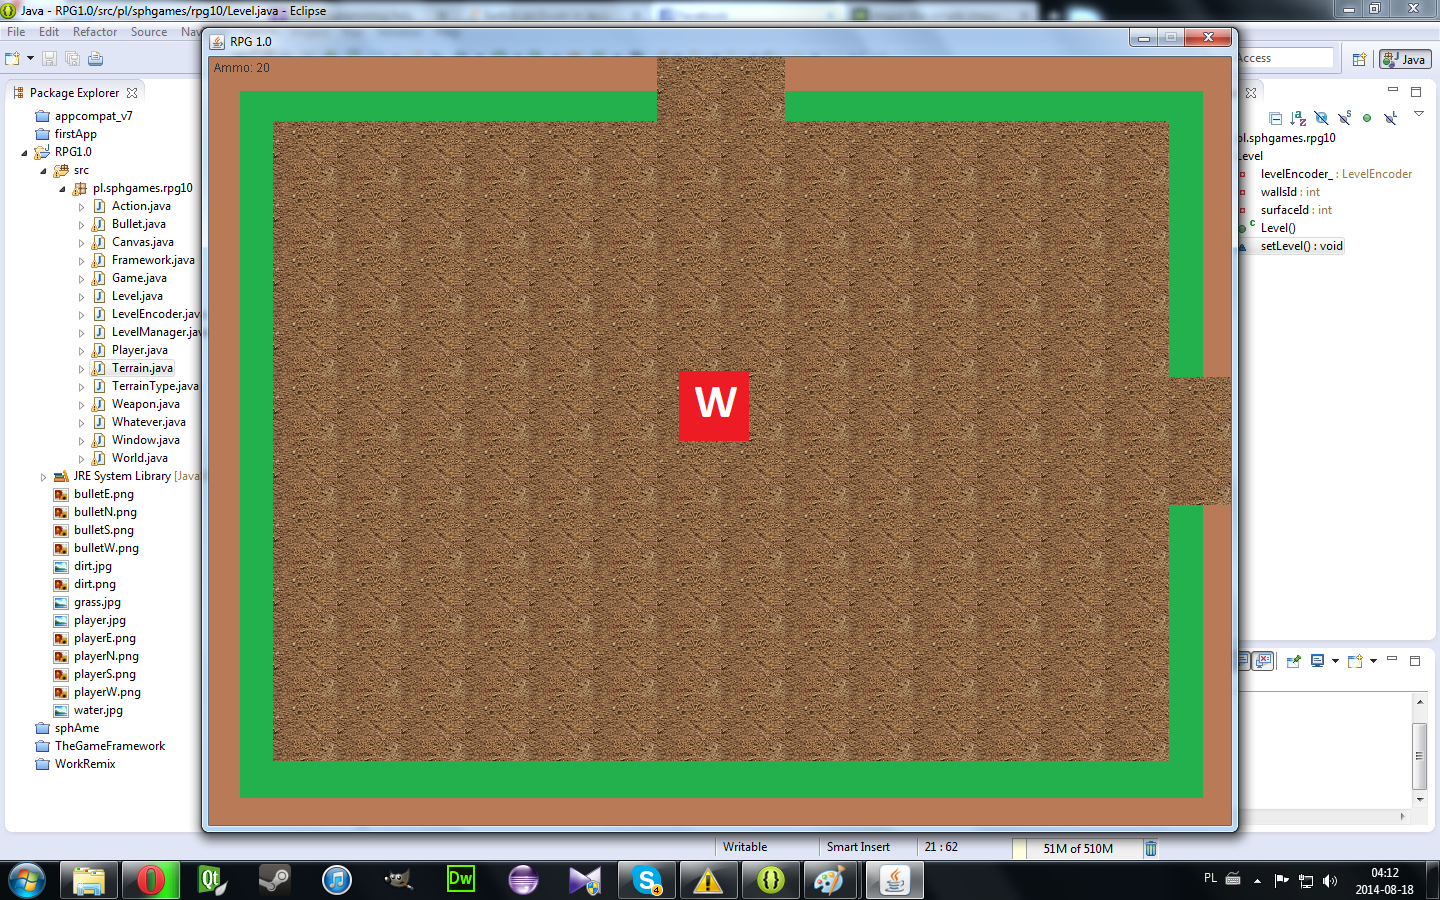 Java - RPG1.0/src/pl/sphgames/rpg10/Level.java - Eclipse
File Edit Refactor Source
RPG 1.0
Access
Java
Ammo: 20
Package Explorer
appcompat_v7
firstApp
RPG1.0
src
pl.sphgames.rpg10
Action.java
Bullet.java
Canvas.java
Framework.java
Game.java
Level.java
LevelEncoder.java
LevelManager.java
Player.java
Terrain.java
TerrainType.java
Weapon.java
Whatever.java
Window.java
World.java
JRE System Library [Java
bulletE.png
bulletN.png
bulletS.png
bulletW.png
dirt.jpg
dirt.png
grass.jpg
player.jpg
playerE.png
playerN.png
playerS.png
playerW.png
water.jpg
sphAme
TheGameFramework
WorkRemix
W
pl.sphgames.rpg10
Level
levelEncoder_ : LevelEncoder
wallsId : int
surfaceId : int
Level()
setLevel() : void
Writable
Smart Insert
21 : 62
51M of 510M
Qt
Dw
S
4
PL
04:12
2014-08-18